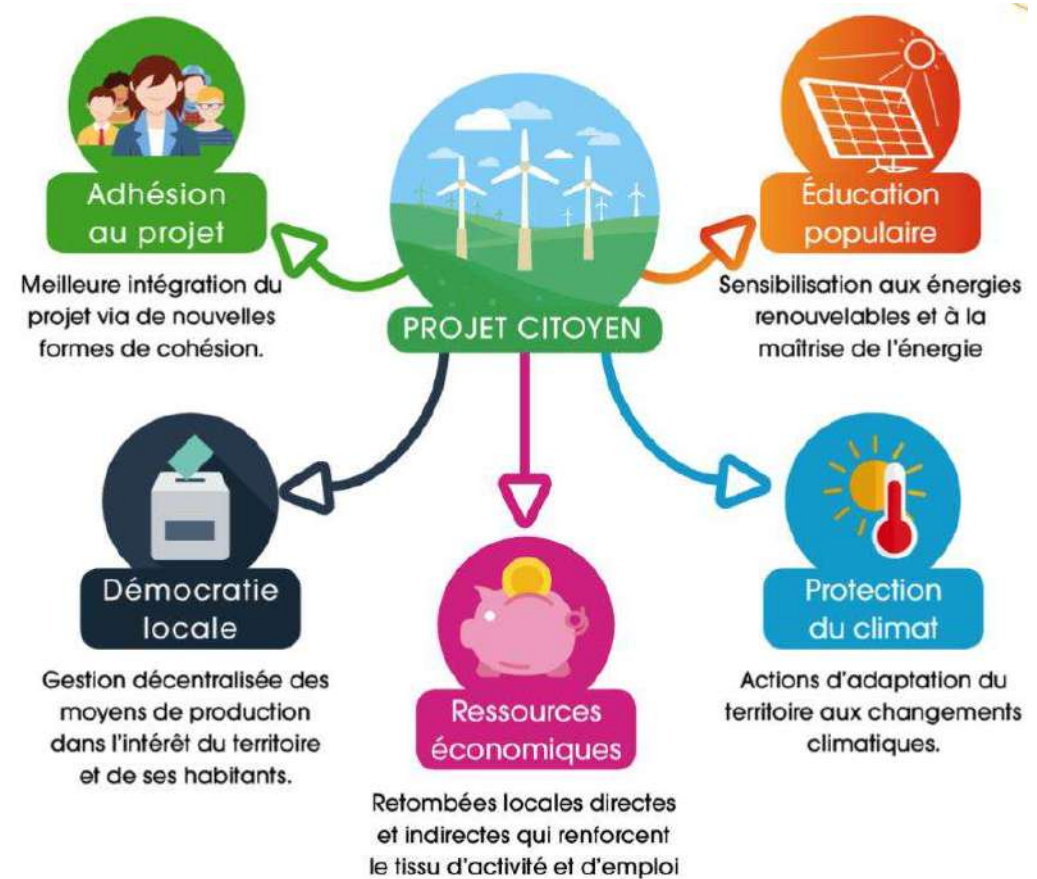 Adhésion
au projet
Meilleure intégration du
projet via de nouvelles
formes de cohésion.
PROJET CITOYEN
Éducation
populaire
Sensibilisation aux énergies
renouvelables et à la
maîtrise de l'énergie
Démocratie
locale
Gestion décentralisée des
moyens de production
dans l'intérêt du territoire
et de ses habitants.
Ressources
économiques
Retombées locales directes
et indirectes qui renforcent
le tissu d'activité et d'emploi
Protection
du climat
Actions d'adaptation du
territoire aux changements
climatiques.